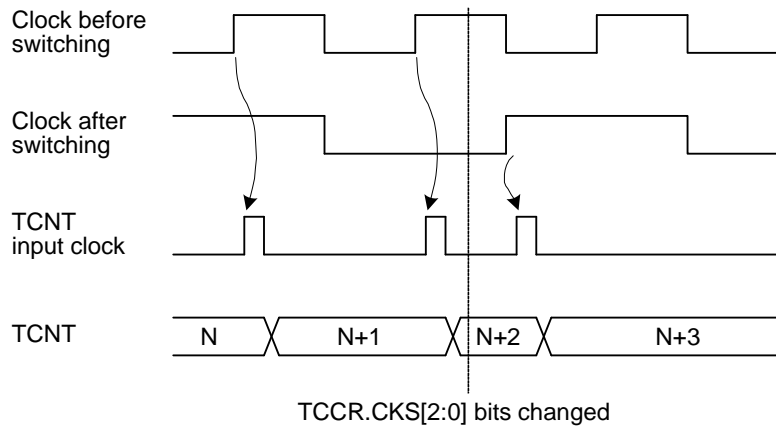 Clock before
switching
Clock after
switching
TCNT
input clock
TCNT
N
N+1
N+2
N+3
TCCR.CKS[2:0] bits changed